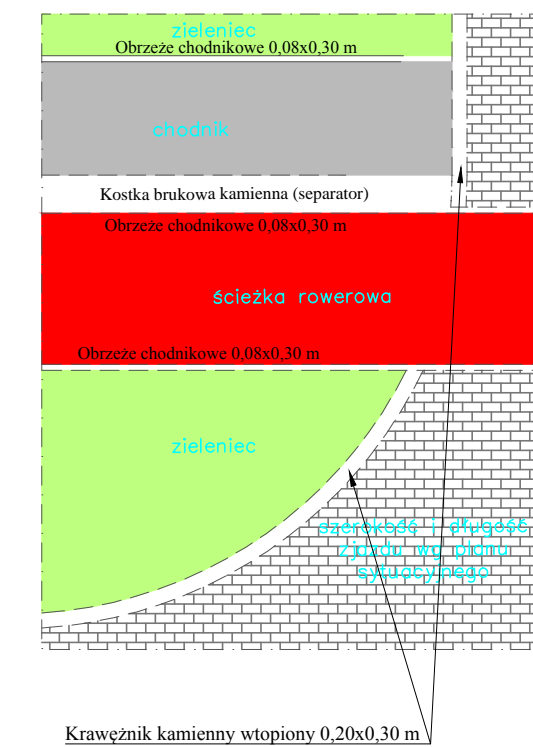 zieleniec
Obrzeże chodnikowe 0,08x0,30 m
chodnik
Kostka brukowa kamienna (separator)
Obrzeże chodnikowe 0,08x0,30 m
ścieżka rowerowa
Obrzeże chodnikowe 0,08x0,30 m
zieleniec
szerokość i długość
zjazdu wg planu
sytuacyjnego
Krawężnik kamienny wtopiony 0,20x0,30 m